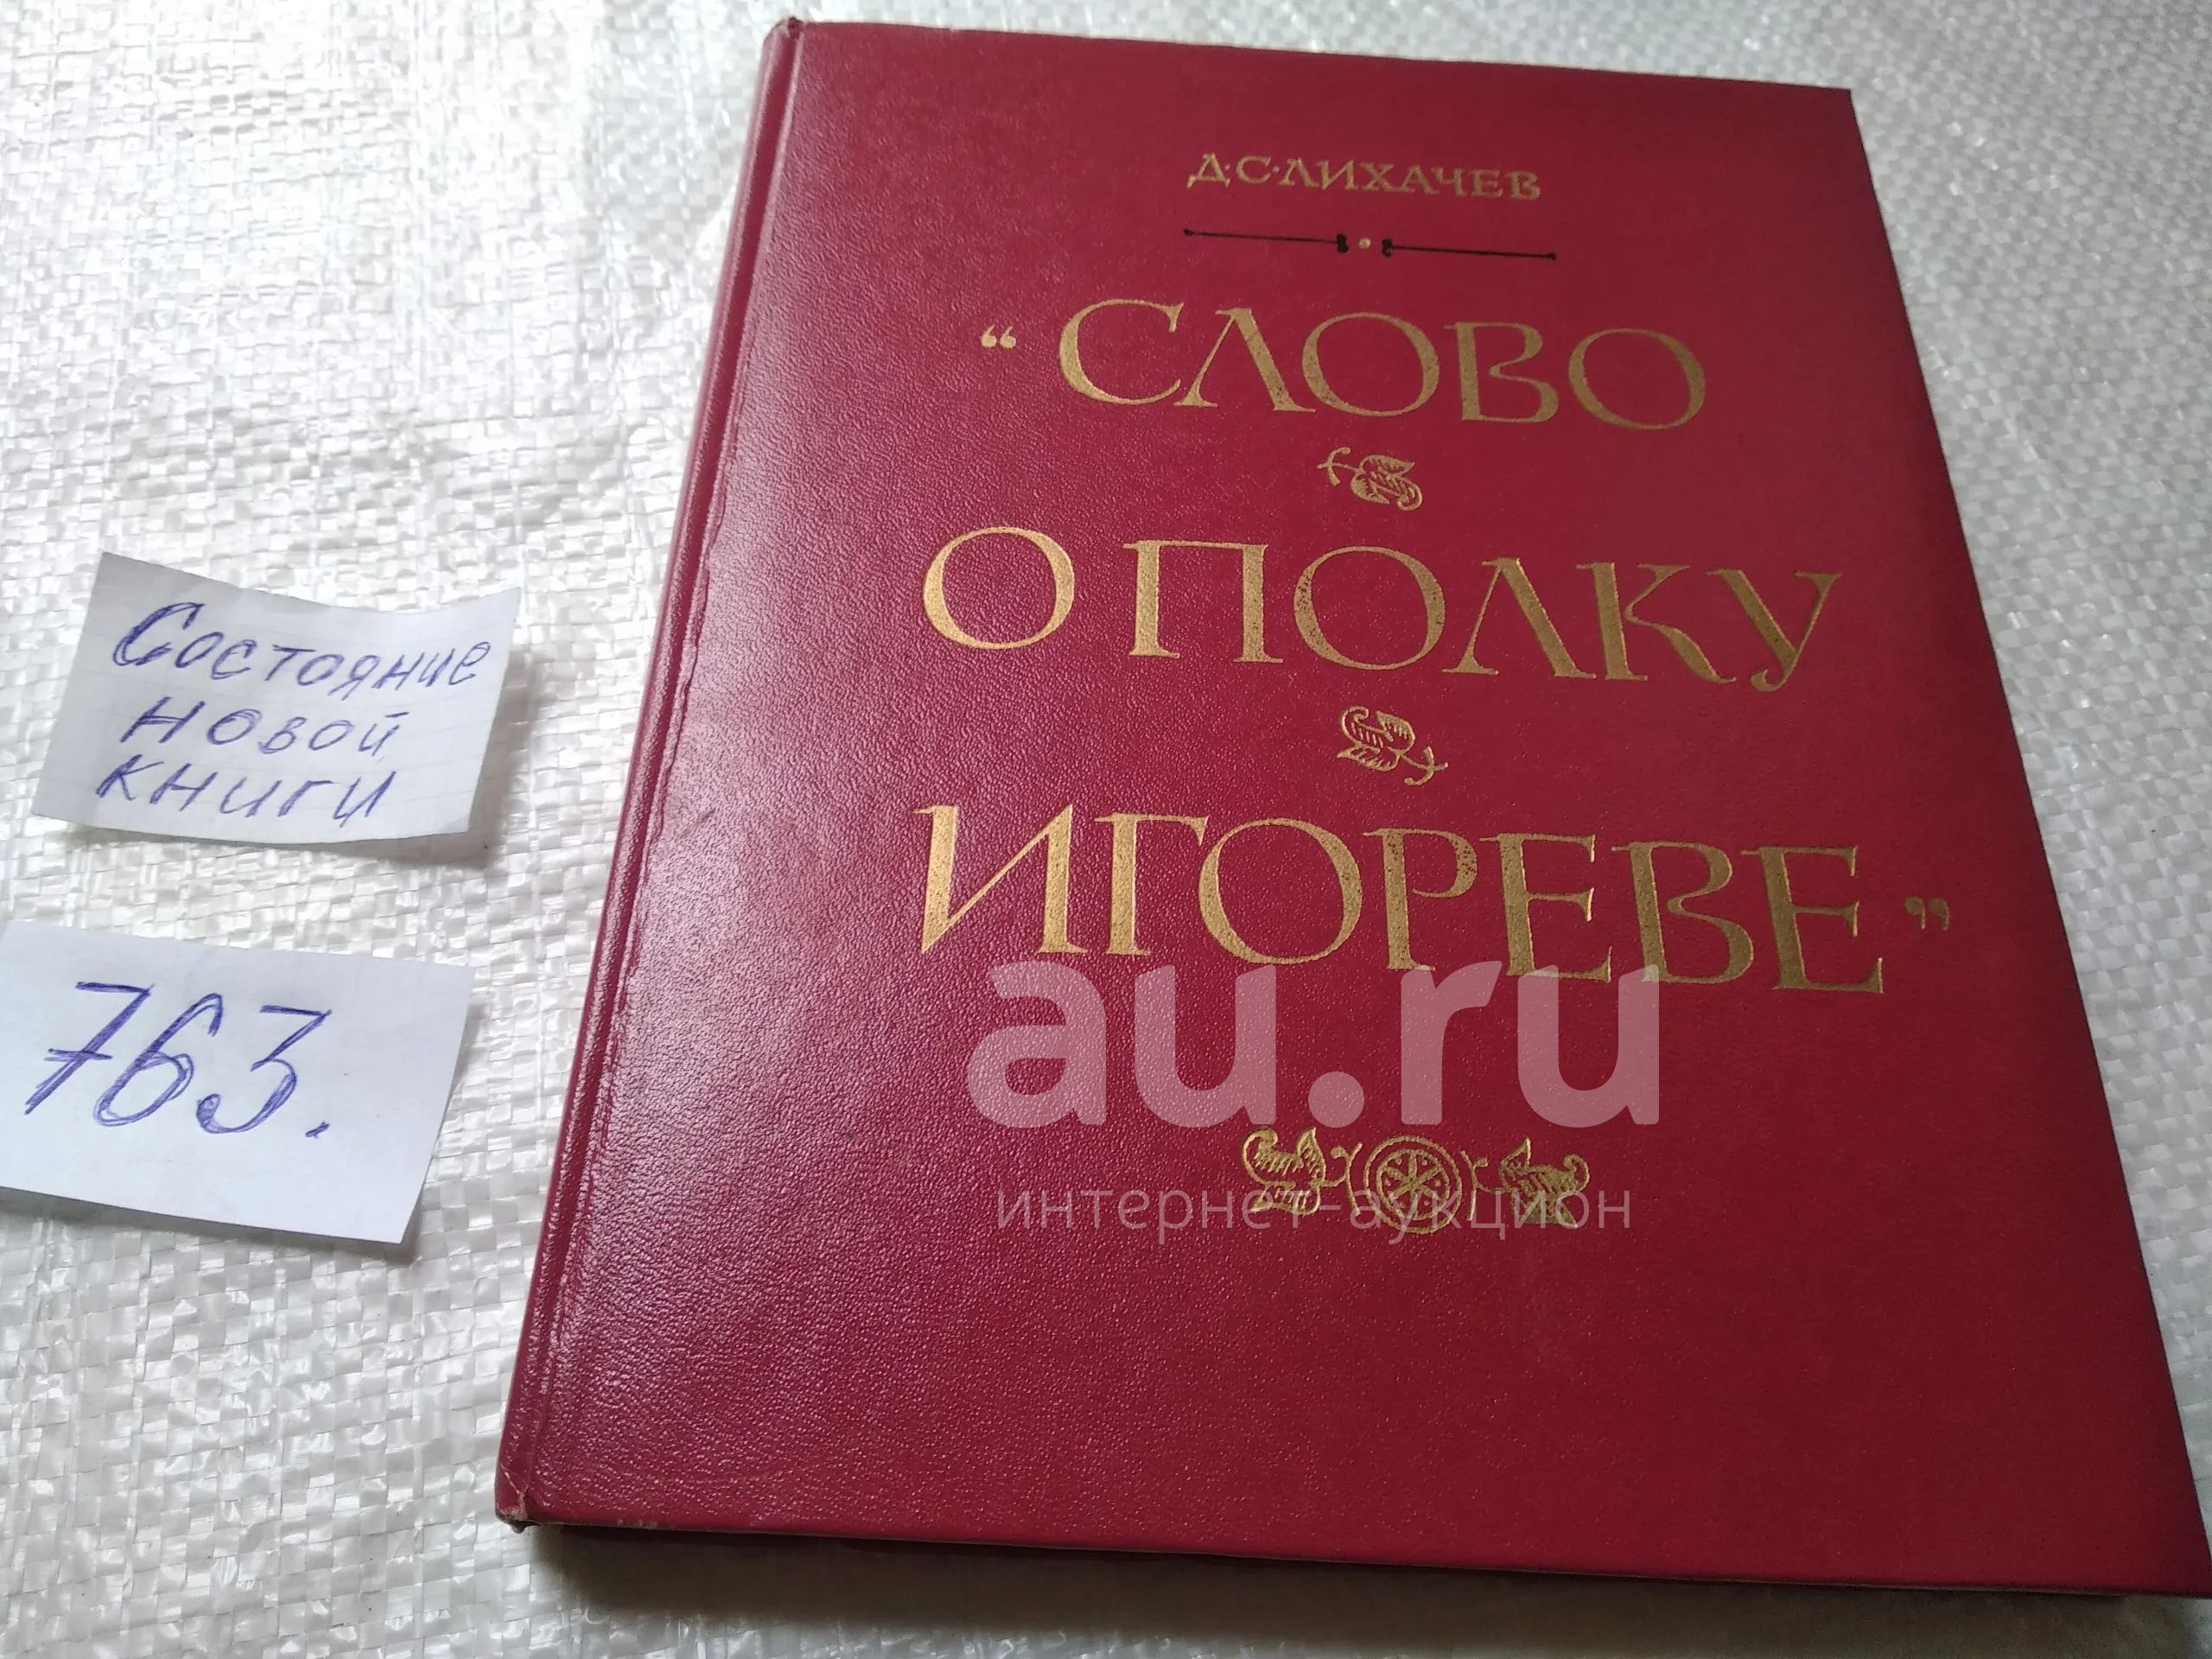 Д·С·ЛИХАЧЕВ
“СЛОВО
О ПОЛКУ
ИГОРЕВЕ”
au.ru
интернет-аукцион
Состояние
новой
книги
763.